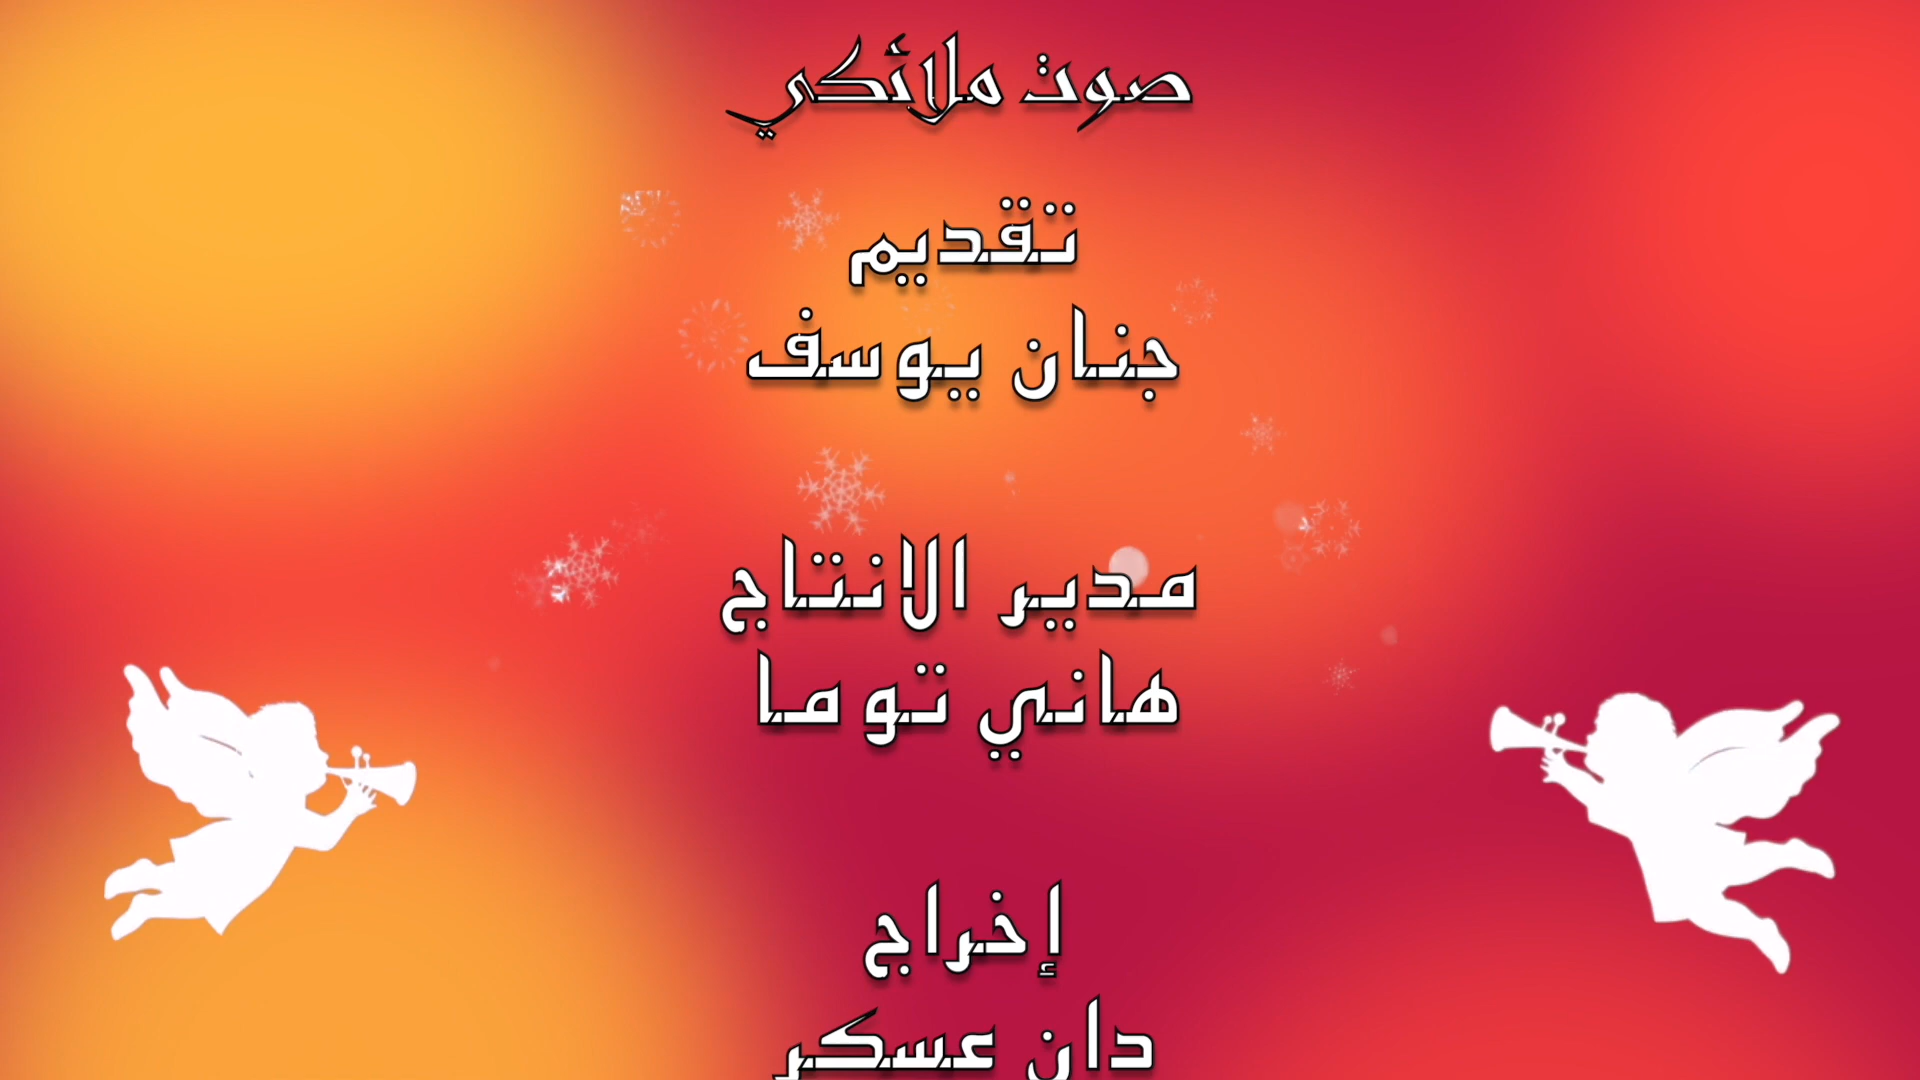 صوت ملائكي
تقديم
جنان يوسف
مدير الانتاج
هاني توما
إخراج
دان عسكر